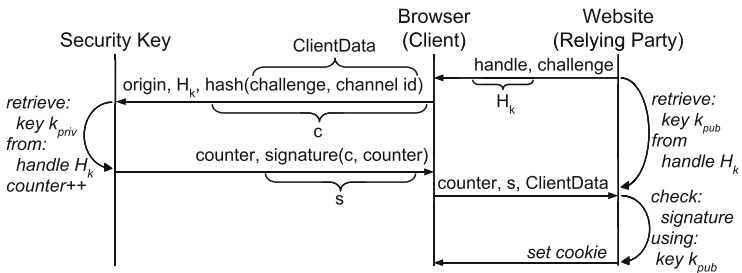 Security Key
Browser
(Client)
Website
(Relying Party)
ClientData
handle, challenge
H_k
origin, H_k, hash(challenge, channel id)
c
retrieve:
key k_priv
from:
handle H_k
counter++
retrieve:
key k_pub
from
handle H_k
counter, signature(c, counter)
s
counter, s, ClientData
check:
signature
using:
key k_pub
set cookie